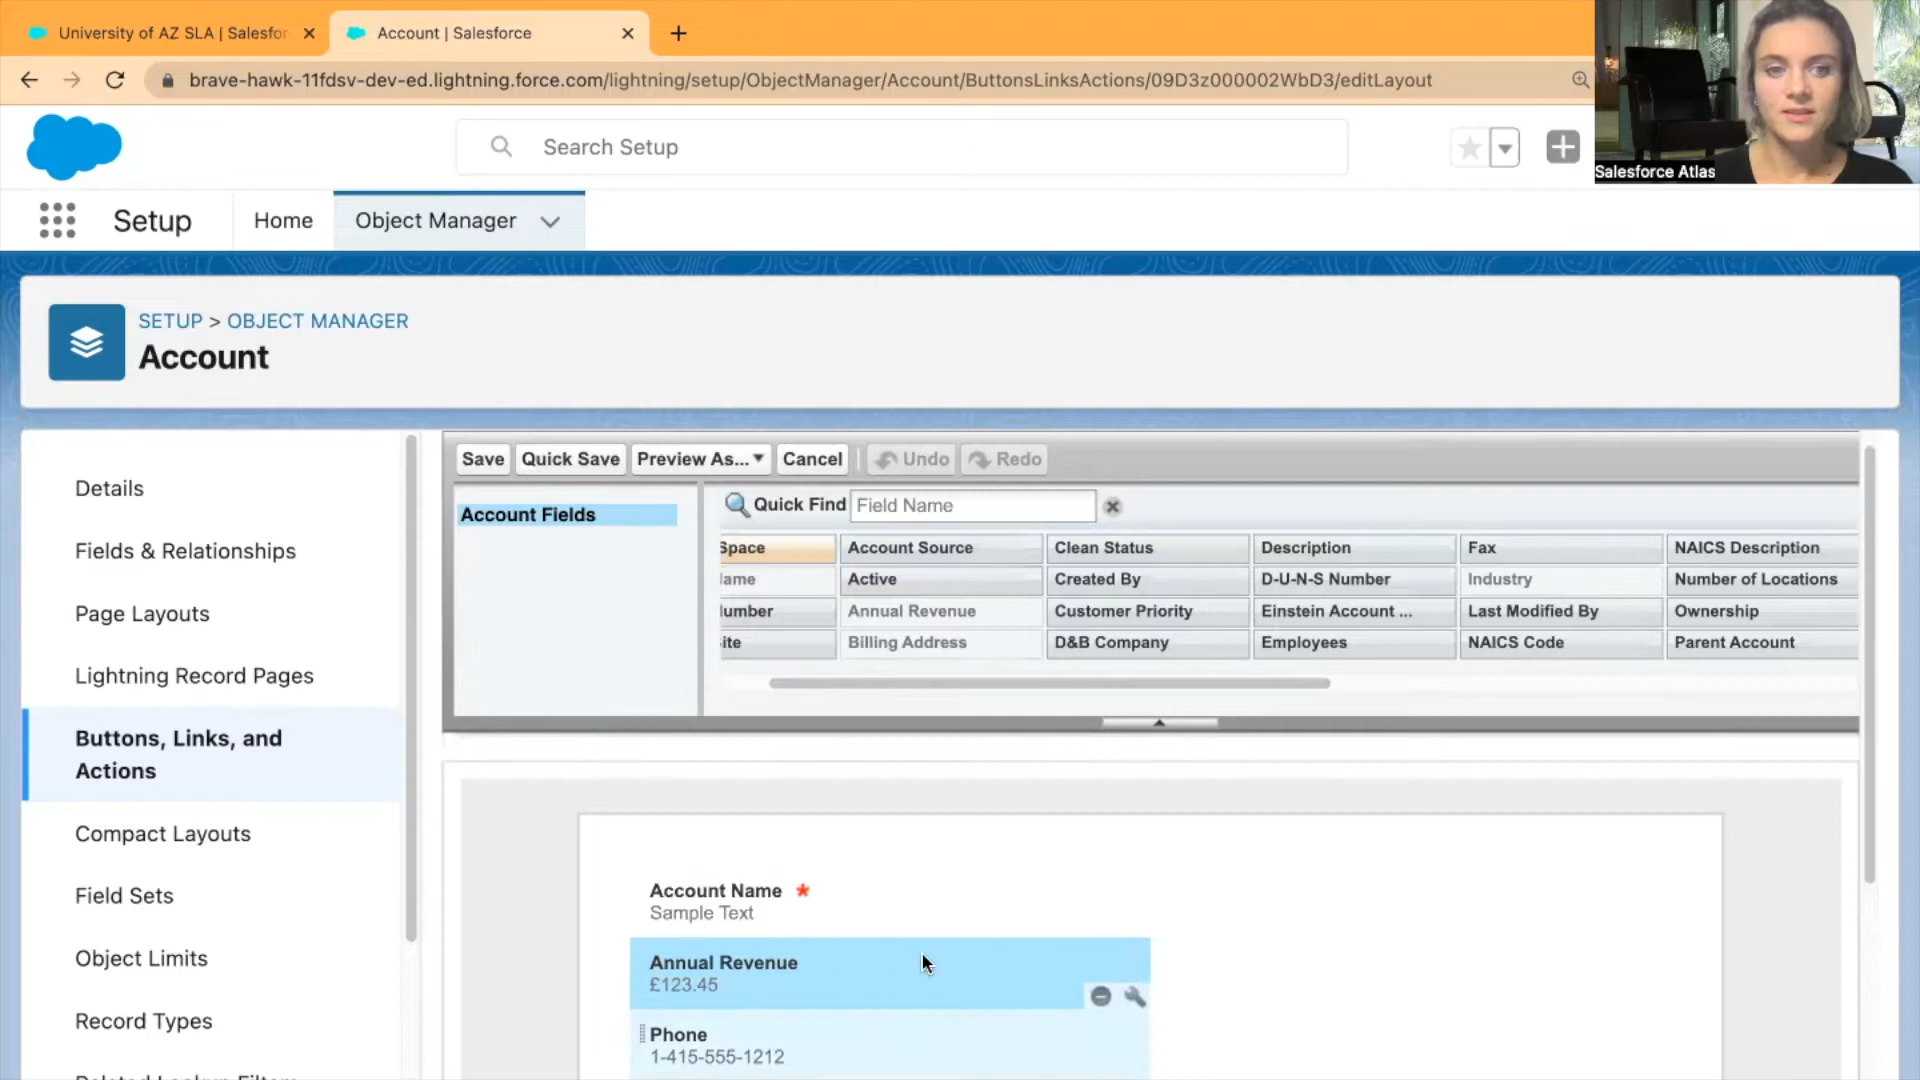 University of AZ SLA | Salesfor
Account | Salesforce
brave-hawk-11fdsv-dev-ed.lightning.force.com/lightning/setup/ObjectManager/Account/ButtonsLinksActions/09D3z000002WbD3/editLayout
Salesforce Atlas
Search Setup
Setup
Home
Object Manager
SETUP > OBJECT MANAGER
Account
Details
Fields & Relationships
Page Layouts
Lightning Record Pages
Buttons, Links, and
Actions
Compact Layouts
Field Sets
Object Limits
Record Types
Save
Quick Save
Preview As...
Cancel
Undo
Redo
Account Fields
Quick Find
Field Name
Space
Account Source
Clean Status
Description
Fax
NAICS Description
ame
Active
Created By
D-U-N-S Number
Industry
Number of Locations
umber
Annual Revenue
Customer Priority
Einstein Account ...
Last Modified By
Ownership
ite
Billing Address
D&B Company
Employees
NAICS Code
Parent Account
Account Name *
Sample Text
Annual Revenue
£123.45
Phone
1-415-555-1212